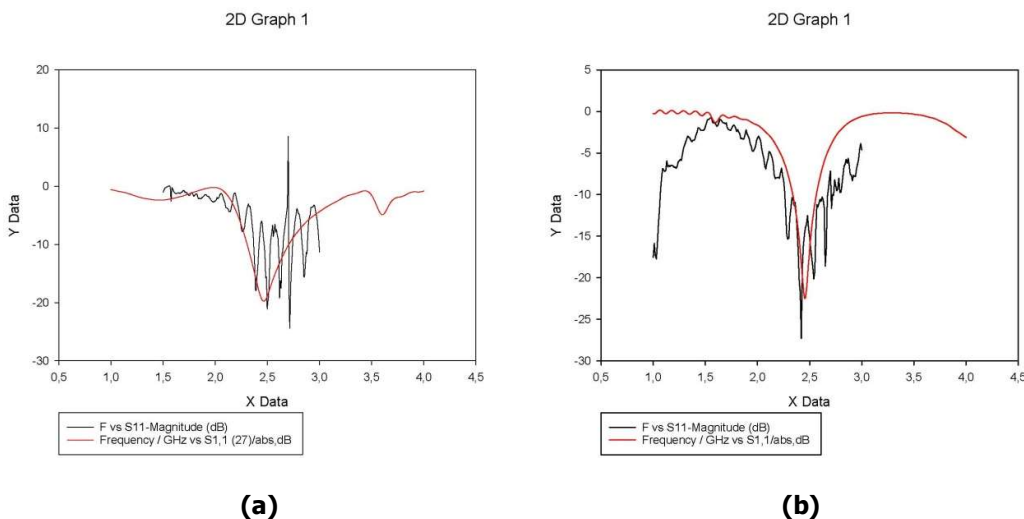 2D Graph 1
20
10
0
-10
-20
-30
Y Data
0,5
1,0
1,5
2,0
2,5
3,0
3,5
4,0
4,5
X Data
F vs S11-Magnitude (dB)
Frequency / GHz vs S1,1 (27)/abs,dB
(a)
2D Graph 1
5
0
-5
-10
-15
-20
-25
-30
Y Data
0,5
1,0
1,5
2,0
2,5
3,0
3,5
4,0
4,5
X Data
F vs S11-Magnitude (dB)
Frequency / GHz vs S1,1/abs,dB
(b)